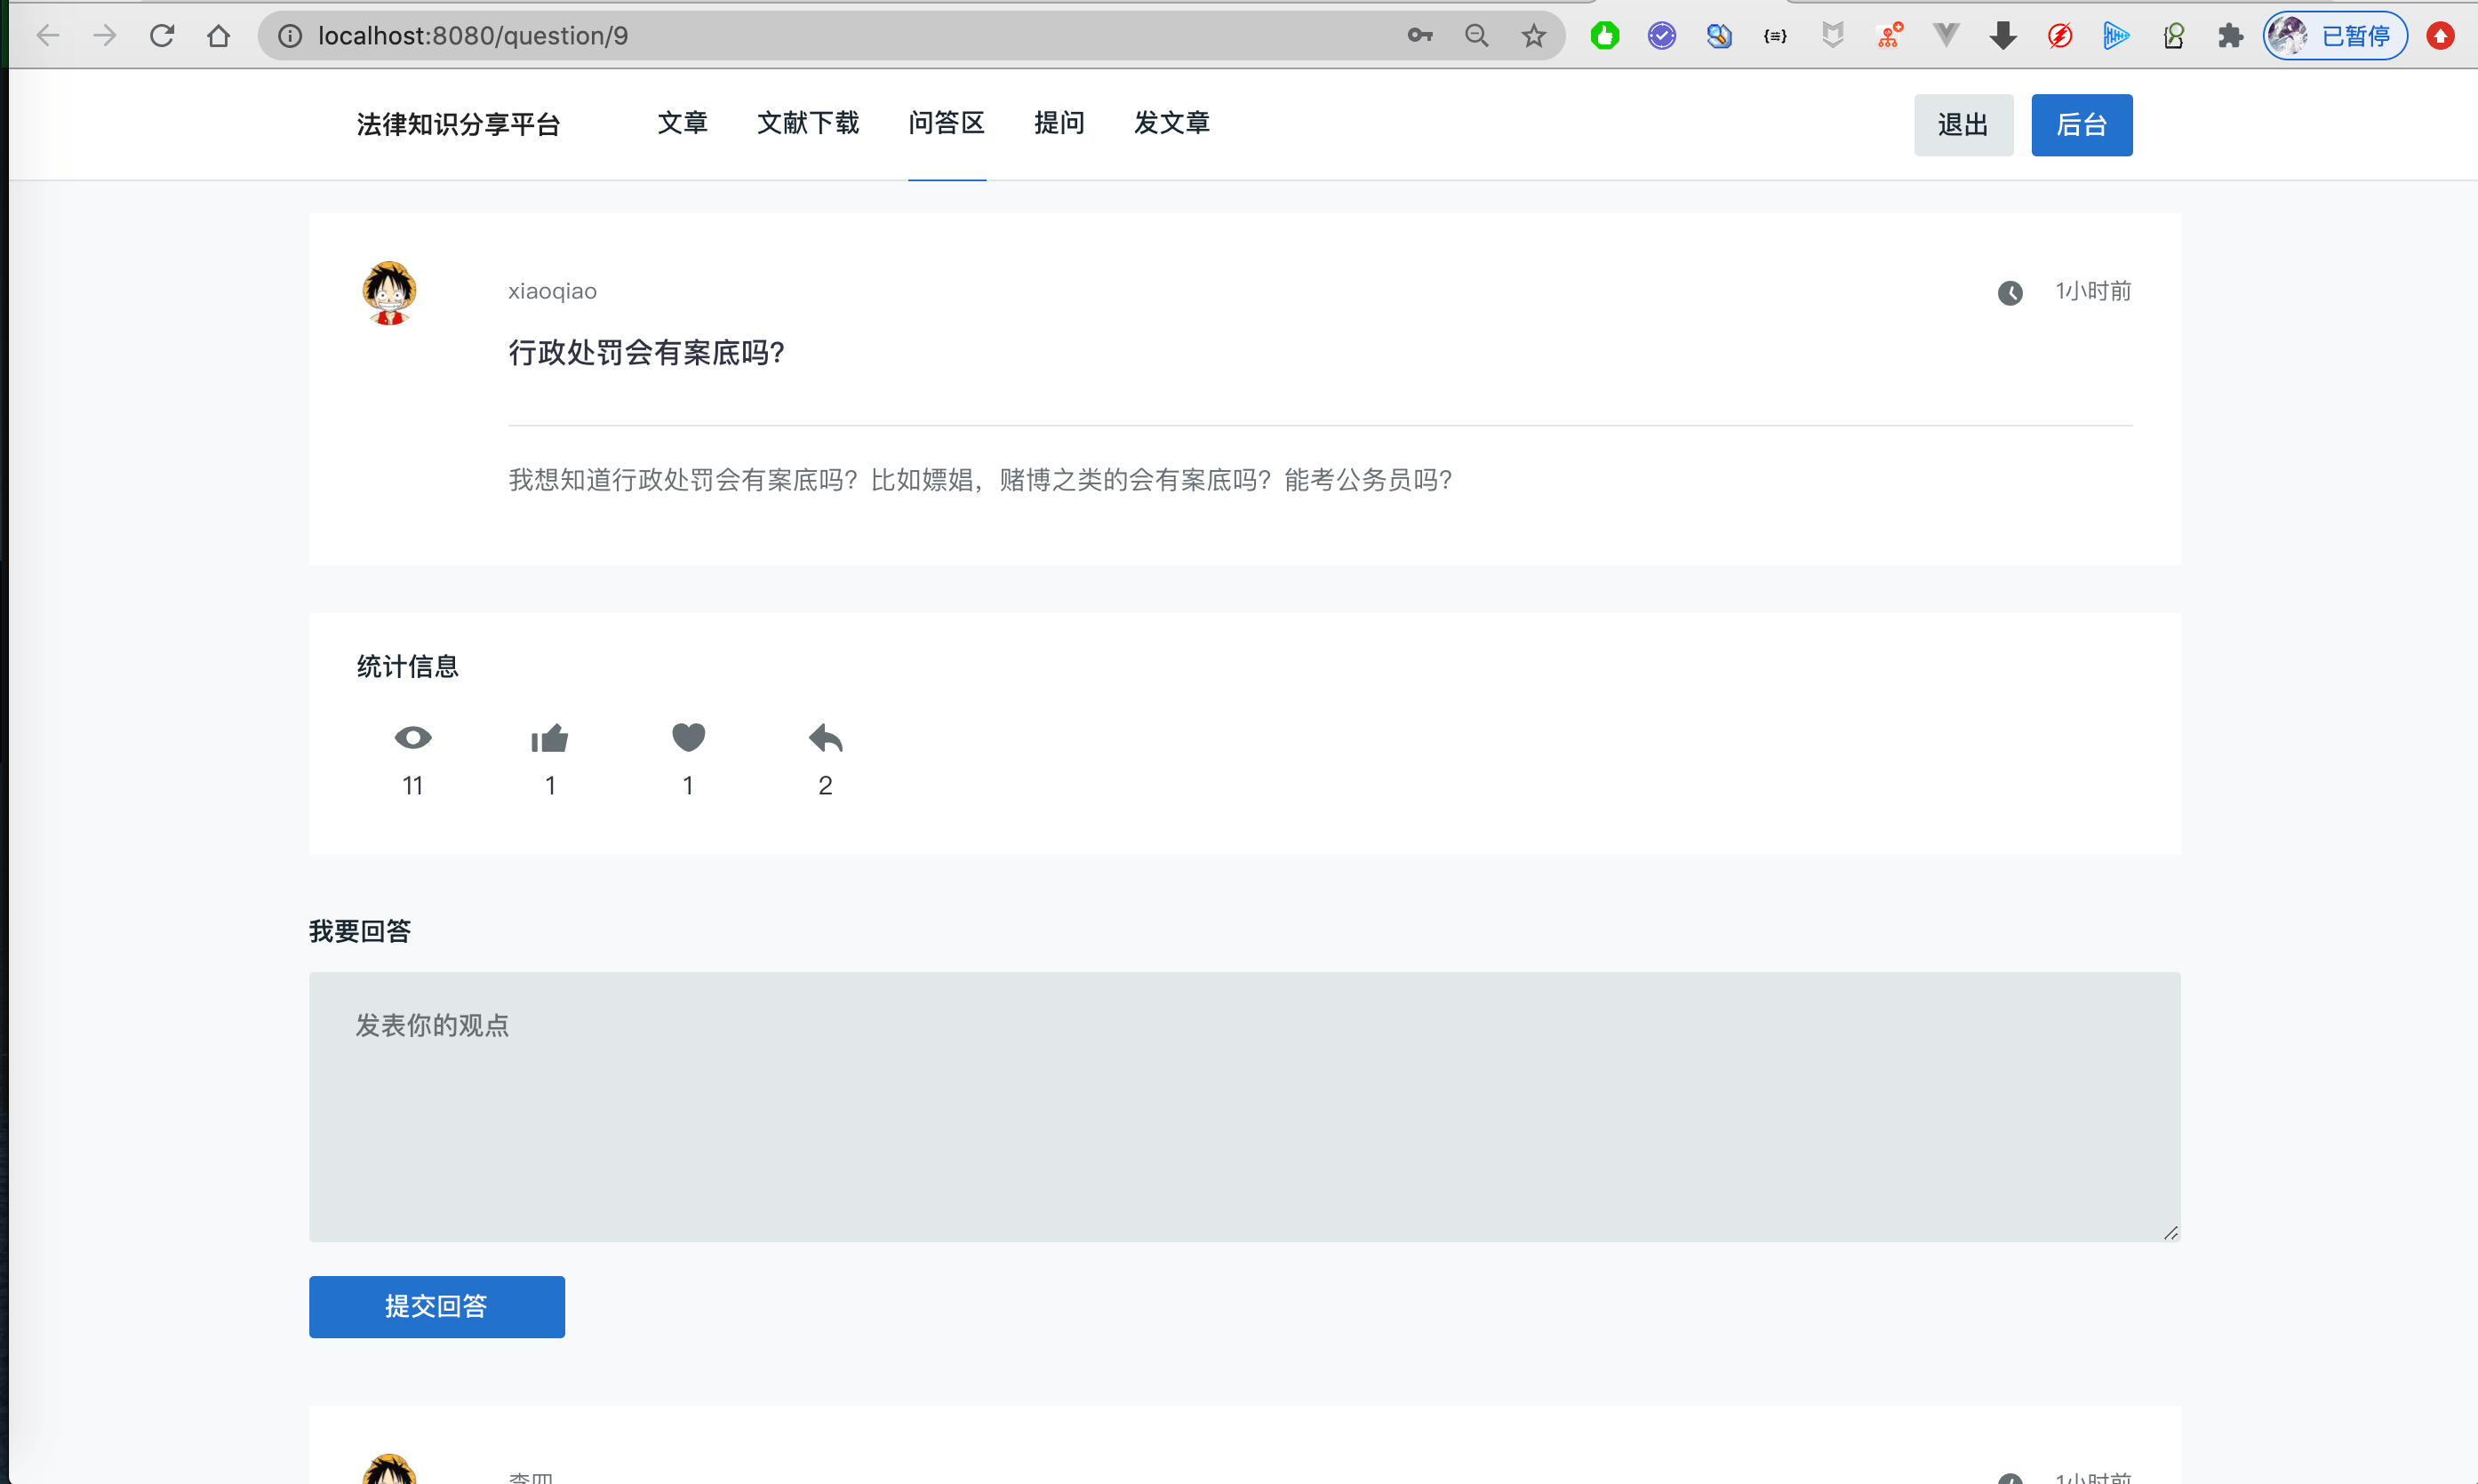 localhost:8080/question/9
已暂停
法律知识分享平台 文章 文献下载 问答区 提问 发文章 退出 后台
xiaoqiao 1小时前
行政处罚会有案底吗?
我想知道行政处罚会有案底吗？比如嫖娼，赌博之类的会有案底吗？能考公务员吗?
统计信息
11 1 1 2
我要回答
发表你的观点
提交回答
李四 1小时前